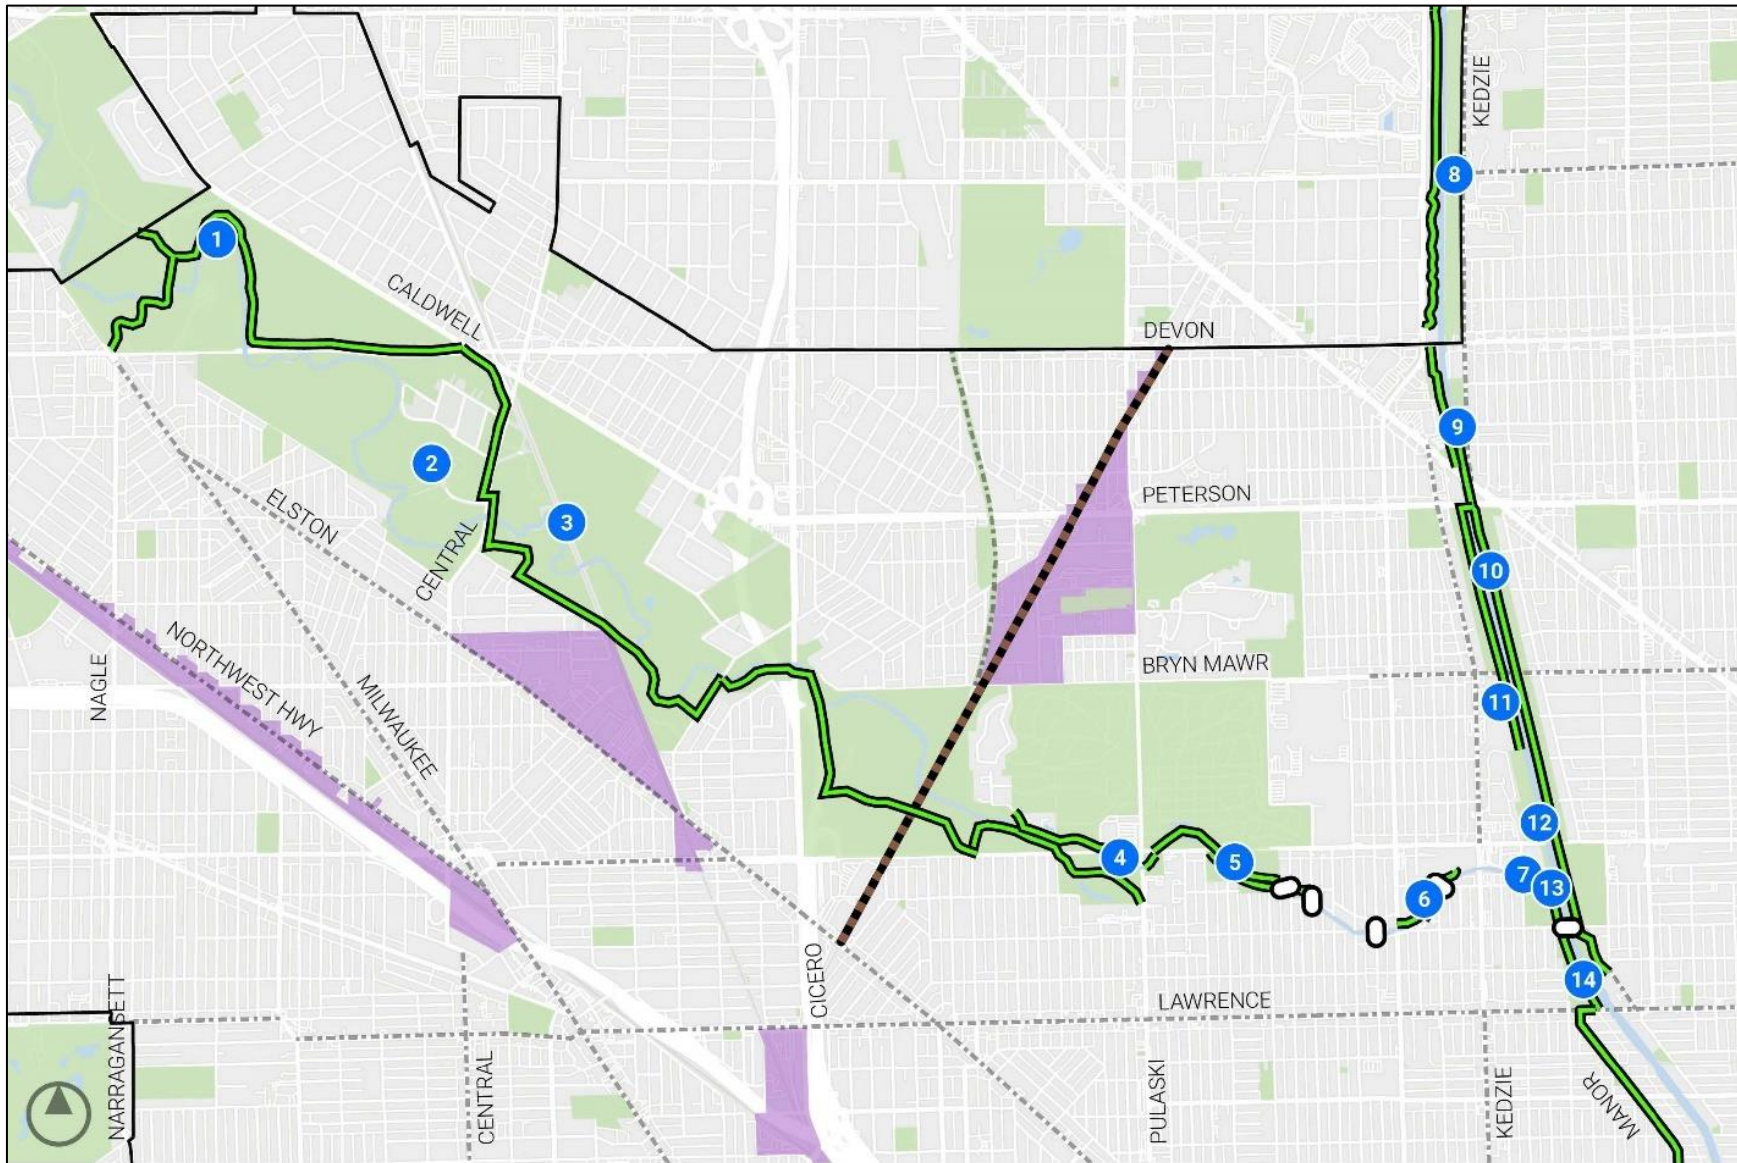 KEDZIE
8
1
CALDWELL
DEVON
9
2
ELSTON
PETERSON
3
CENTRAL
10
NORTHWEST HWY
BRYN MAWR
NAGLE
MILWAUKEE
11
12
4
5
7
13
6
CICERO
14
LAWRENCE
NARRAGANSETT
CENTRAL
PULASKI
KEDZIE
MANOR